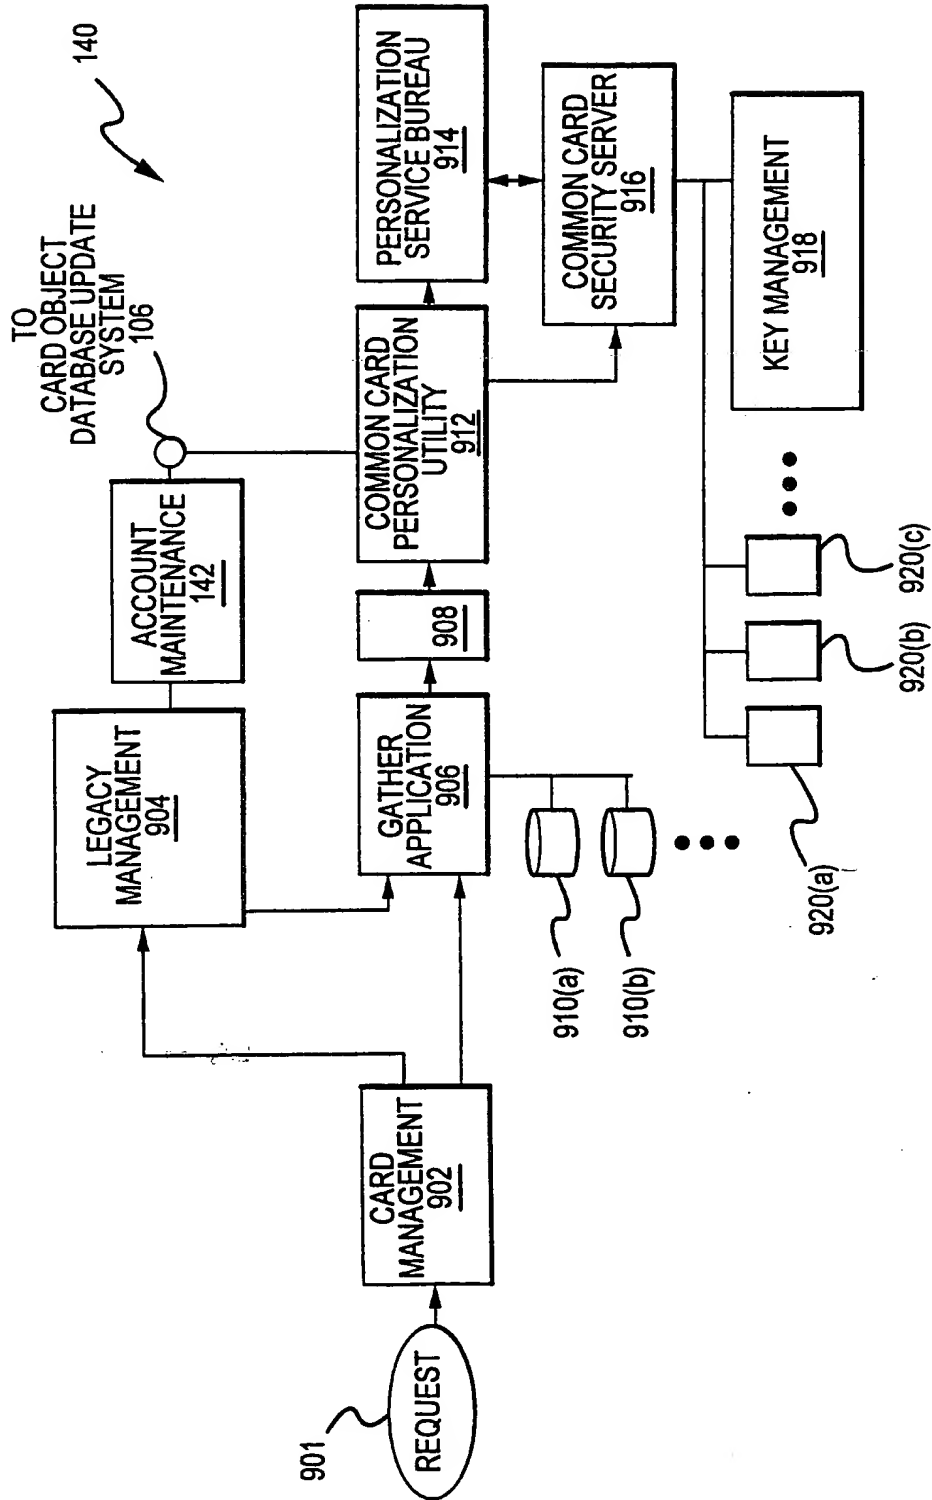 140
TO
CARD OBJECT
DATABASE UPDATE
SYSTEM
106
LEGACY
MANAGEMENT
904
ACCOUNT
MAINTENANCE
142
901
REQUEST
CARD
MANAGEMENT
902
GATHER
APPLICATION
906
908
COMMON CARD
PERSONALIZATION
UTILITY
912
PERSONALIZATION
SERVICE BUREAU
914
COMMON CARD
SECURITY SERVER
916
910(a)
910(b)
KEY MANAGEMENT
918
920(a)
920(b)
920(c)